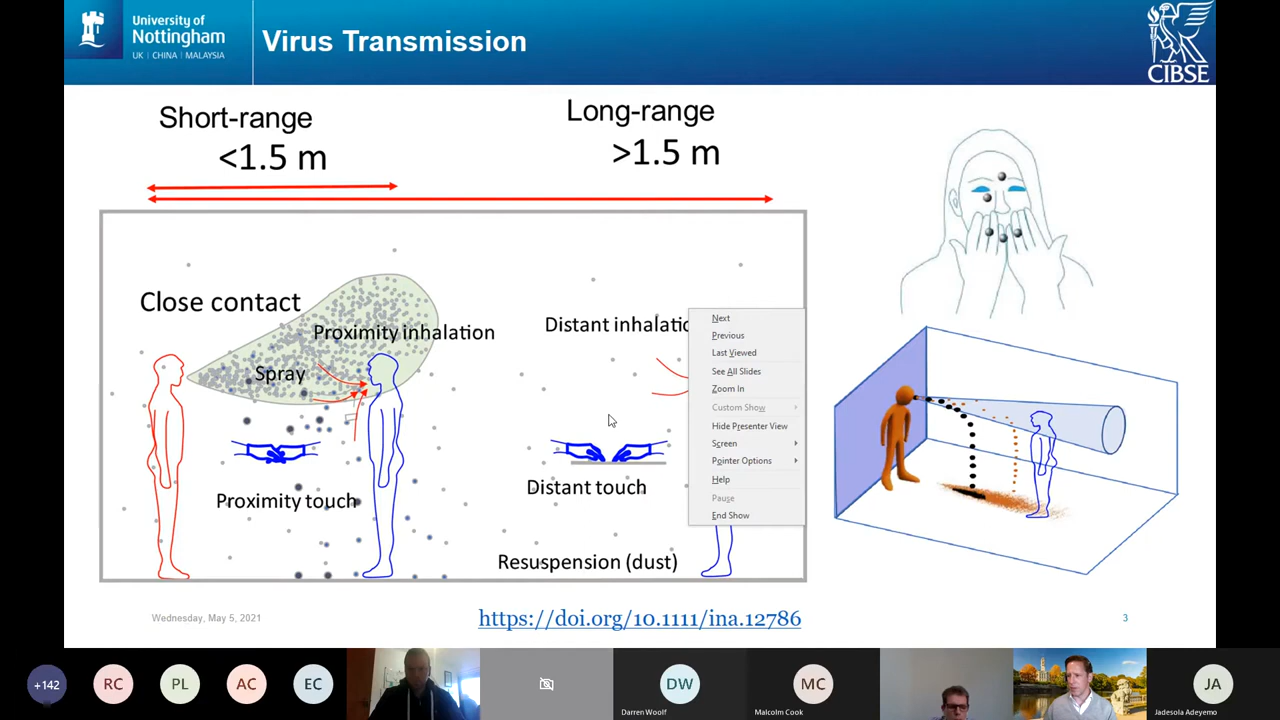 University of
Nottingham
UK | CHINA | MALAYSIA
Virus Transmission
CIBSE
Short-range
<1.5 m
Long-range
>1.5 m
Close contact
Proximity inhalation
Spray
Proximity touch
Distant inhalatio
Distant touch
Resuspension (dust)
Next
Previous
Last Viewed
See All Slides
Zoom In
Custom Show
Hide Presenter View
Screen
Pointer Options
Help
Pause
End Show
Wednesday, May 5, 2021
https://doi.org/10.1111/ina.12786
3
+142
RC
PL
AC
EC
DW
Darren Woolf
MC
Malcolm Cook
JA
Jadesola Adeyemo